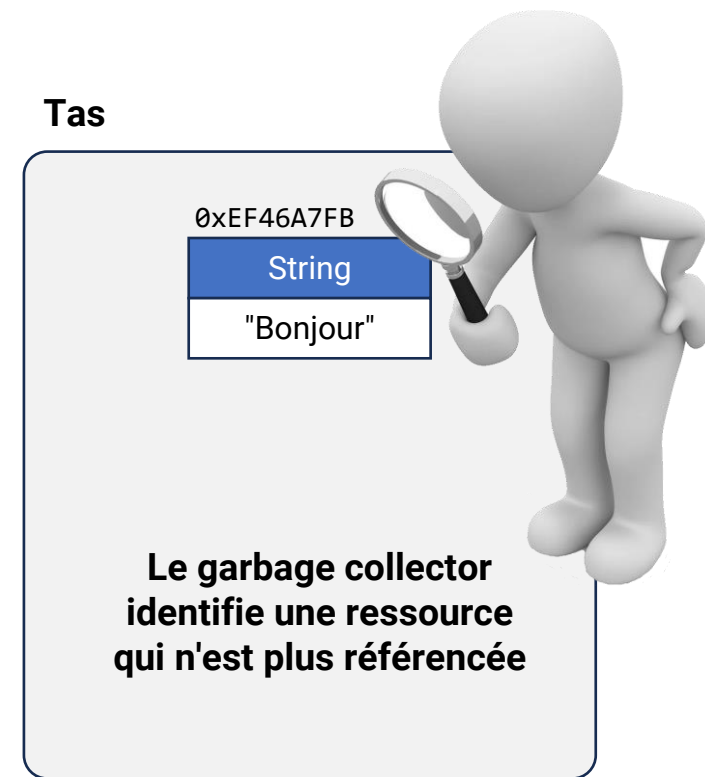 Tas
0xEF46A7FB
String
"Bonjour"
Le garbage collector
identifie une ressource
qui n'est plus référencée